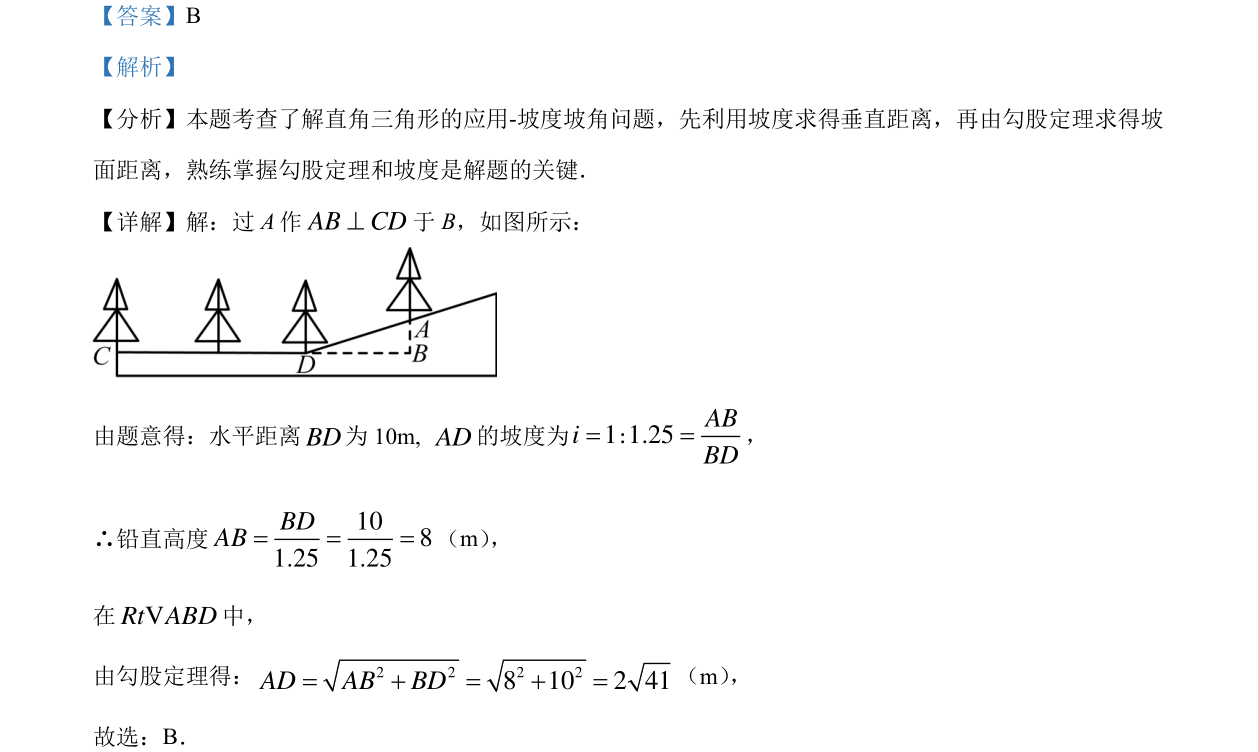 【答案】B
【解析】
【分析】本题考查了解直角三角形的应用-坡度坡角问题，先利用坡度求得垂直距离，再由勾股定理求得坡
面距离，熟练掌握勾股定理和坡度是解题的关键．
【详解】解：过 A 作 AB ⊥ CD 于 B，如图所示：
A
C D B
由题意得：水平距离 BD 为 10m, AD 的坡度为 i = 1:1.25 = AB/BD，
∴铅直高度 AB = BD/1.25 = 10/1.25 = 8（m），
在 RtVABD 中，
由勾股定理得：AD = √(AB² + BD²) = √(8² + 10²) = 2√41（m），
故选：B．